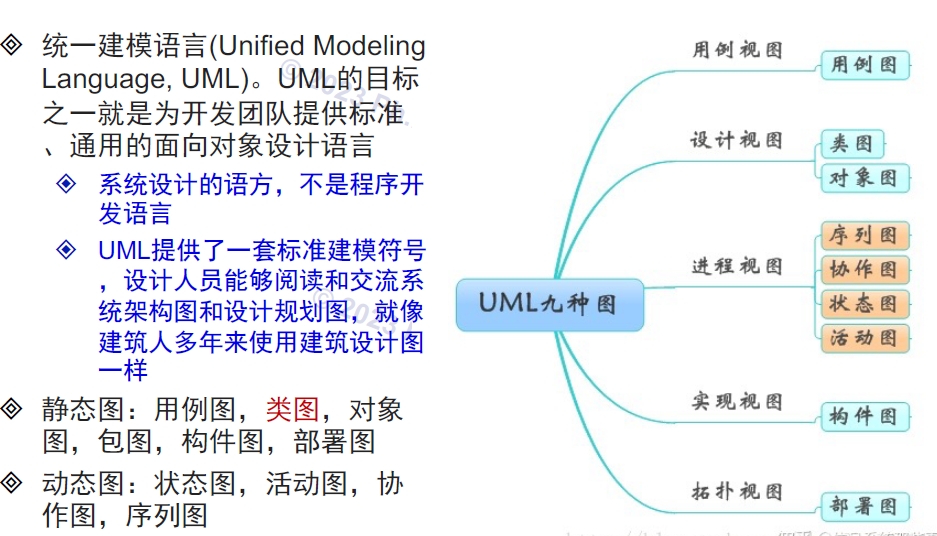 统一建模语言(Unified Modeling
Language, UML)。UML的目标
之一就是为开发团队提供标准
、通用的面向对象设计语言
系统设计的语方，不是程序开
发语言
UML提供了一套标准建模符号
，设计人员能够阅读和交流系
统架构图和设计规划图，就像
建筑人多年来使用建筑设计图
一样
静态图：用例图，类图，对象
图，包图，构件图，部署图
动态图：状态图，活动图，协
作图，序列图
UML九种图
用例视图
用例图
设计视图
类图
对象图
进程视图
序列图
协作图
状态图
活动图
实现视图
构件图
拓扑视图
部署图
© 2023
© 2023